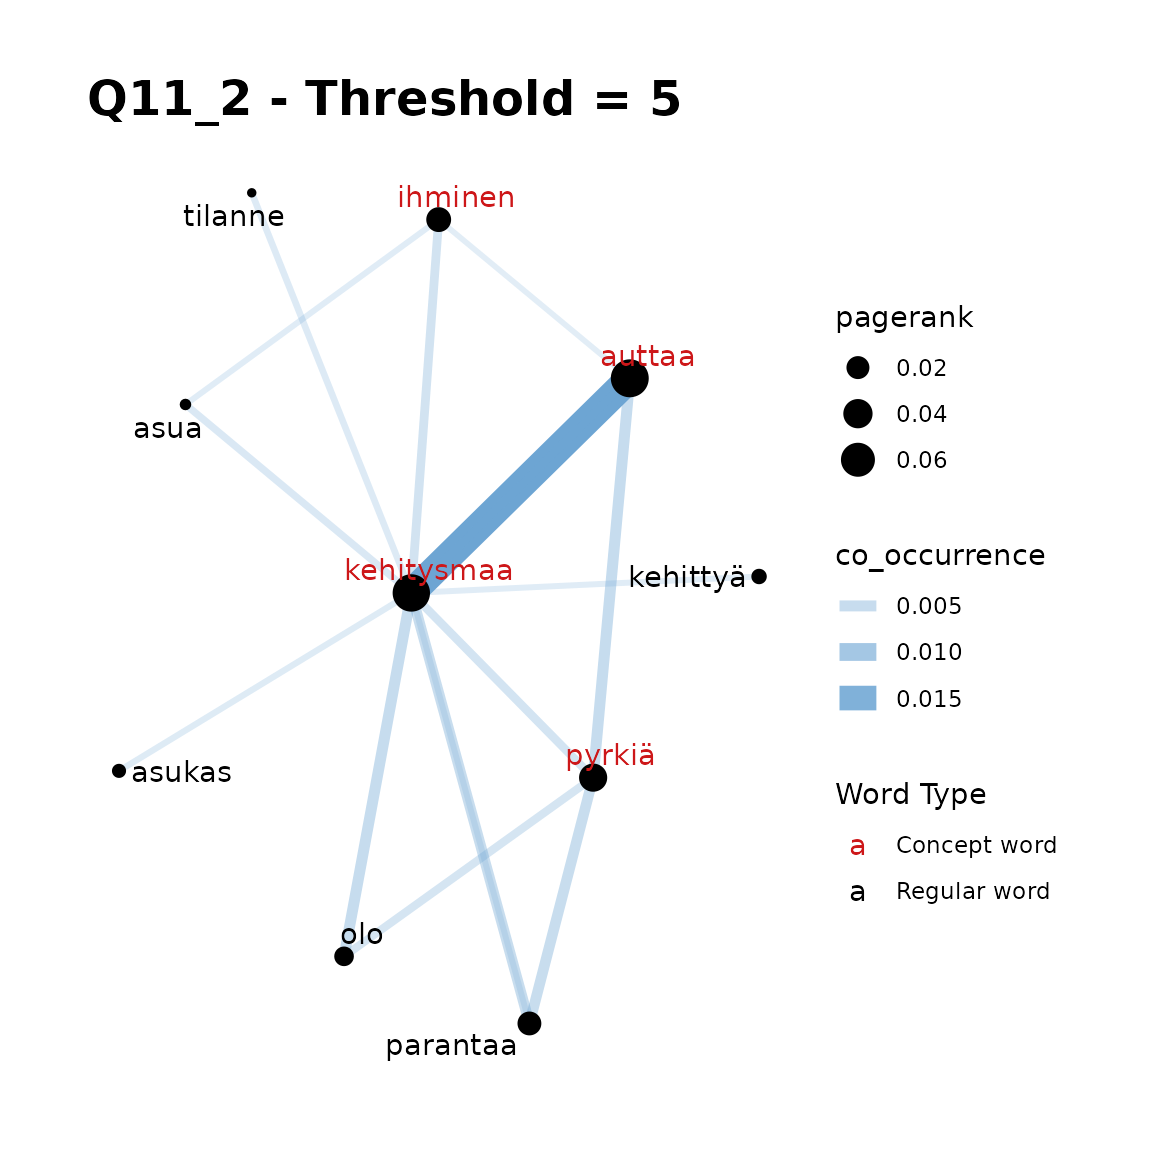 Q11_2 - Threshold = 5
tilanne
ihminen
auttaa
asua
kehitysmaa
kehittyä
asukas
pyrkiä
olo
parantaa
pagerank
0.02
0.04
0.06
co_occurrence
0.005
0.010
0.015
Word Type
a Concept word
a Regular word